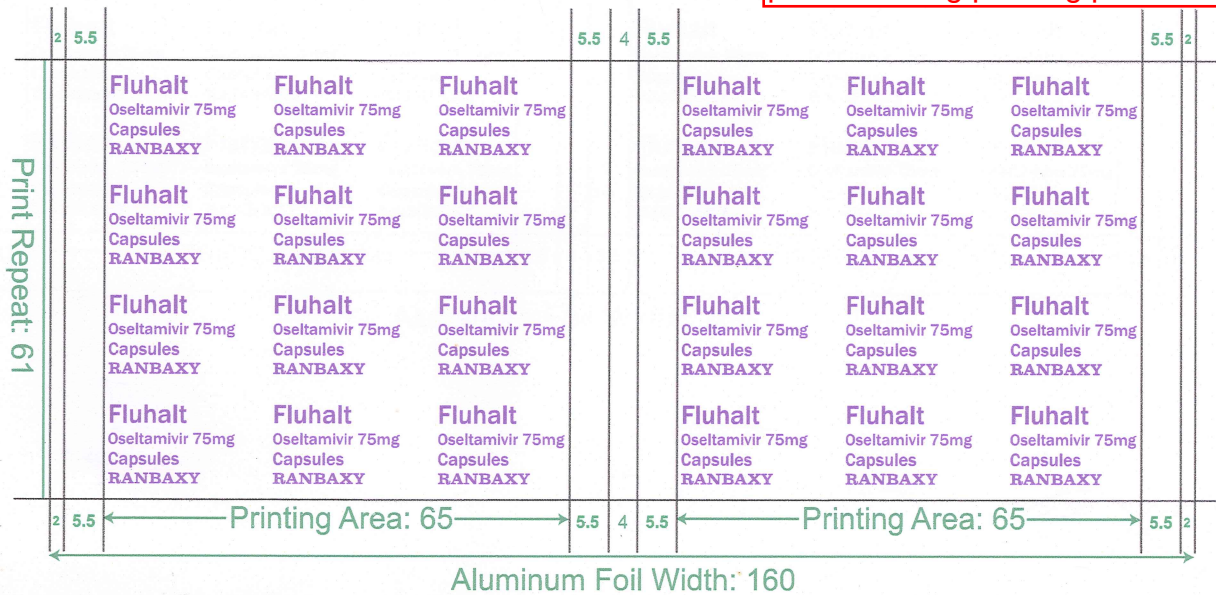 2 5.5 5.5 4 5.5 5.5 2
Fluhalt Fluhalt Fluhalt Fluhalt Fluhalt Fluhalt
Oseltamivir 75mg Oseltamivir 75mg Oseltamivir 75mg Oseltamivir 75mg Oseltamivir 75mg Oseltamivir 75mg
Capsules Capsules Capsules Capsules Capsules Capsules
RANBAXY RANBAXY RANBAXY RANBAXY RANBAXY RANBAXY
Fluhalt Fluhalt Fluhalt Fluhalt Fluhalt Fluhalt
Oseltamivir 75mg Oseltamivir 75mg Oseltamivir 75mg Oseltamivir 75mg Oseltamivir 75mg Oseltamivir 75mg
Capsules Capsules Capsules Capsules Capsules Capsules
RANBAXY RANBAXY RANBAXY RANBAXY RANBAXY RANBAXY
Print Repeat: 61
Fluhalt Fluhalt Fluhalt Fluhalt Fluhalt Fluhalt
Oseltamivir 75mg Oseltamivir 75mg Oseltamivir 75mg Oseltamivir 75mg Oseltamivir 75mg Oseltamivir 75mg
Capsules Capsules Capsules Capsules Capsules Capsules
RANBAXY RANBAXY RANBAXY RANBAXY RANBAXY RANBAXY
Fluhalt Fluhalt Fluhalt Fluhalt Fluhalt Fluhalt
Oseltamivir 75mg Oseltamivir 75mg Oseltamivir 75mg Oseltamivir 75mg Oseltamivir 75mg Oseltamivir 75mg
Capsules Capsules Capsules Capsules Capsules Capsules
RANBAXY RANBAXY RANBAXY RANBAXY RANBAXY RANBAXY
2 5.5 Printing Area: 65 5.5 4 5.5 Printing Area: 65 5.5 2
Aluminum Foil Width: 160